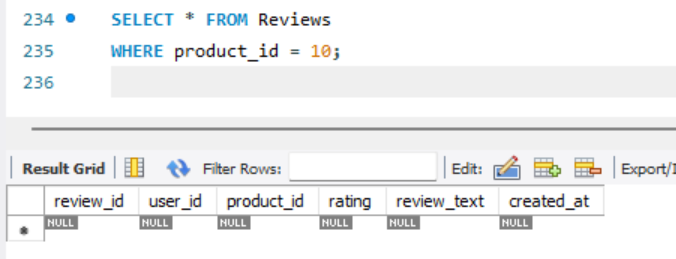 234 SELECT * FROM Reviews
235 WHERE product_id = 10;
236
Result Grid Filter Rows: Edit: Export/I
review_id user_id product_id rating review_text created_at
* NULL NULL NULL NULL NULL NULL